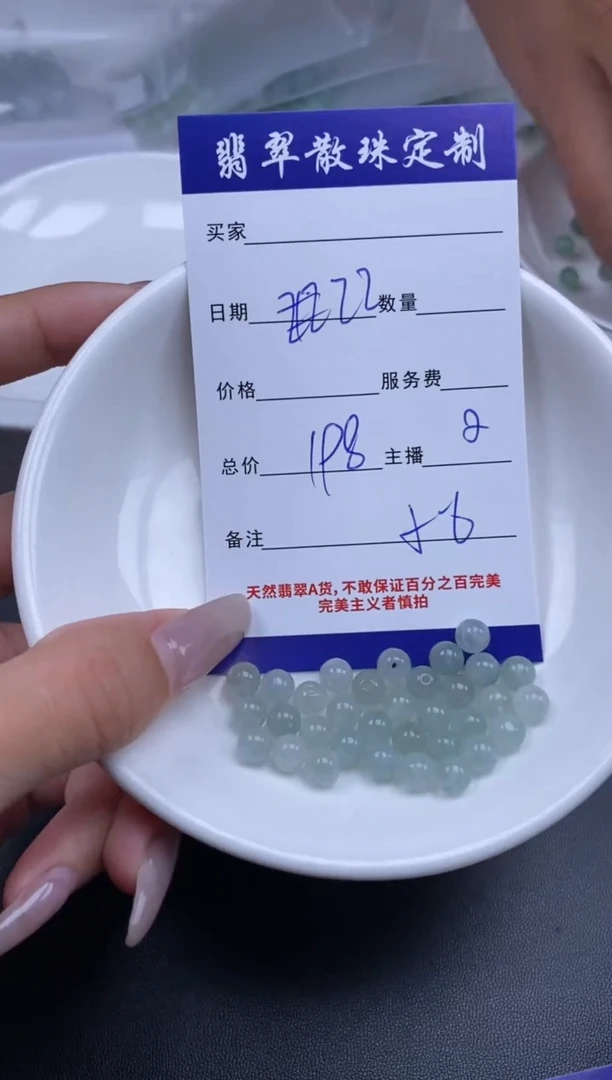 翡翠散珠定制
买家
日期 数量
价格 服务费
总价 198 主播 2
备注
天然翡翠A货,不敢保证百分之百完美
完美主义者慎拍